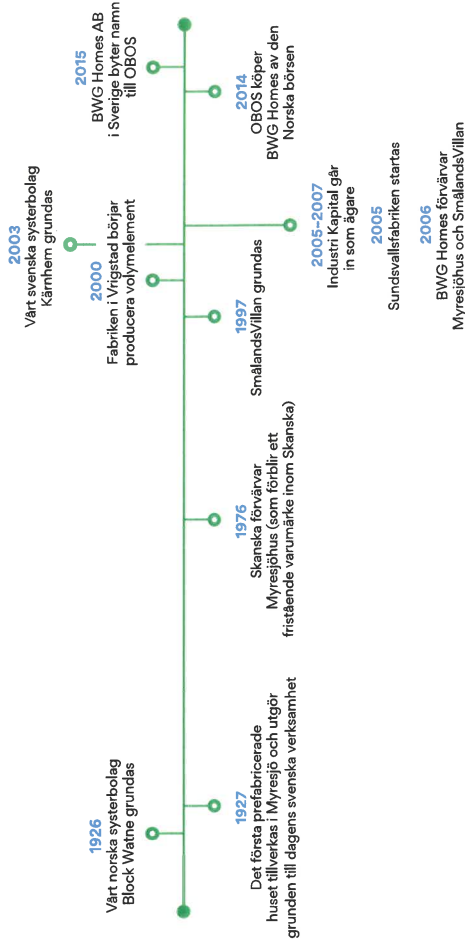 1926
Vårt norska systerbolag
Block Watne grundas
1927
Det första prefabricerade
huset tillverkas i Myresjö och utgör
grunden till dagens svenska verksamhet
1976
Skanska förvärvar
Myresjöhus (som förblir ett
fristående varumärke inom Skanska)
1997
SmålandsVillan grundas
2000
Fabriken i Vrigstad börjar
producera volymelement
2003
Vårt svenska systerbolag
Kärnhem grundas
2005–2007
Industri Kapital går
in som ägare
2005
Sundsvallsfabriken startas
2006
BWG Homes förvärvar
Myresjöhus och SmålandsVillan
2014
OBOS köper
BWG Homes av den
Norska börsen
2015
BWG Homes AB
i Sverige byter namn
till OBOS